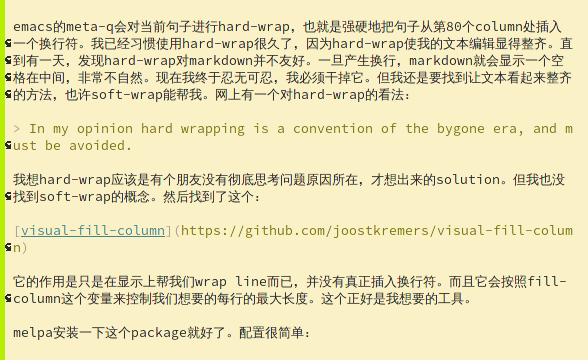 emacs的meta-q会对当前句子进行hard-wrap，也就是强硬地把句子从第80个column处插入
一个换行符。我已经习惯使用hard-wrap很久了，因为hard-wrap使我的文本编辑显得整齐。直
到有一天，发现hard-wrap对markdown并不友好。一旦产生换行，markdown就会显示一个空
格在中间，非常不自然。现在我终于忍无可忍，我必须干掉它。但我还是要找到让文本看起来整齐
的方法，也许soft-wrap能帮我。网上有一个对hard-wrap的看法：
> In my opinion hard wrapping is a convention of the bygone era, and m
ust be avoided.
我想hard-wrap应该是有个朋友没有彻底思考问题原因所在，才想出来的solution。但我也没
找到soft-wrap的概念。然后找到了这个：
[visual-fill-column](https://github.com/joostkremers/visual-fill-colum
n)
它的作用是只是在显示上帮我们wrap line而已，并没有真正插入换行符。而且它会按照fill-
column这个变量来控制我们想要的每行的最大长度。这个正好是我想要的工具。
melpa安装一下这个package就好了。配置很简单：